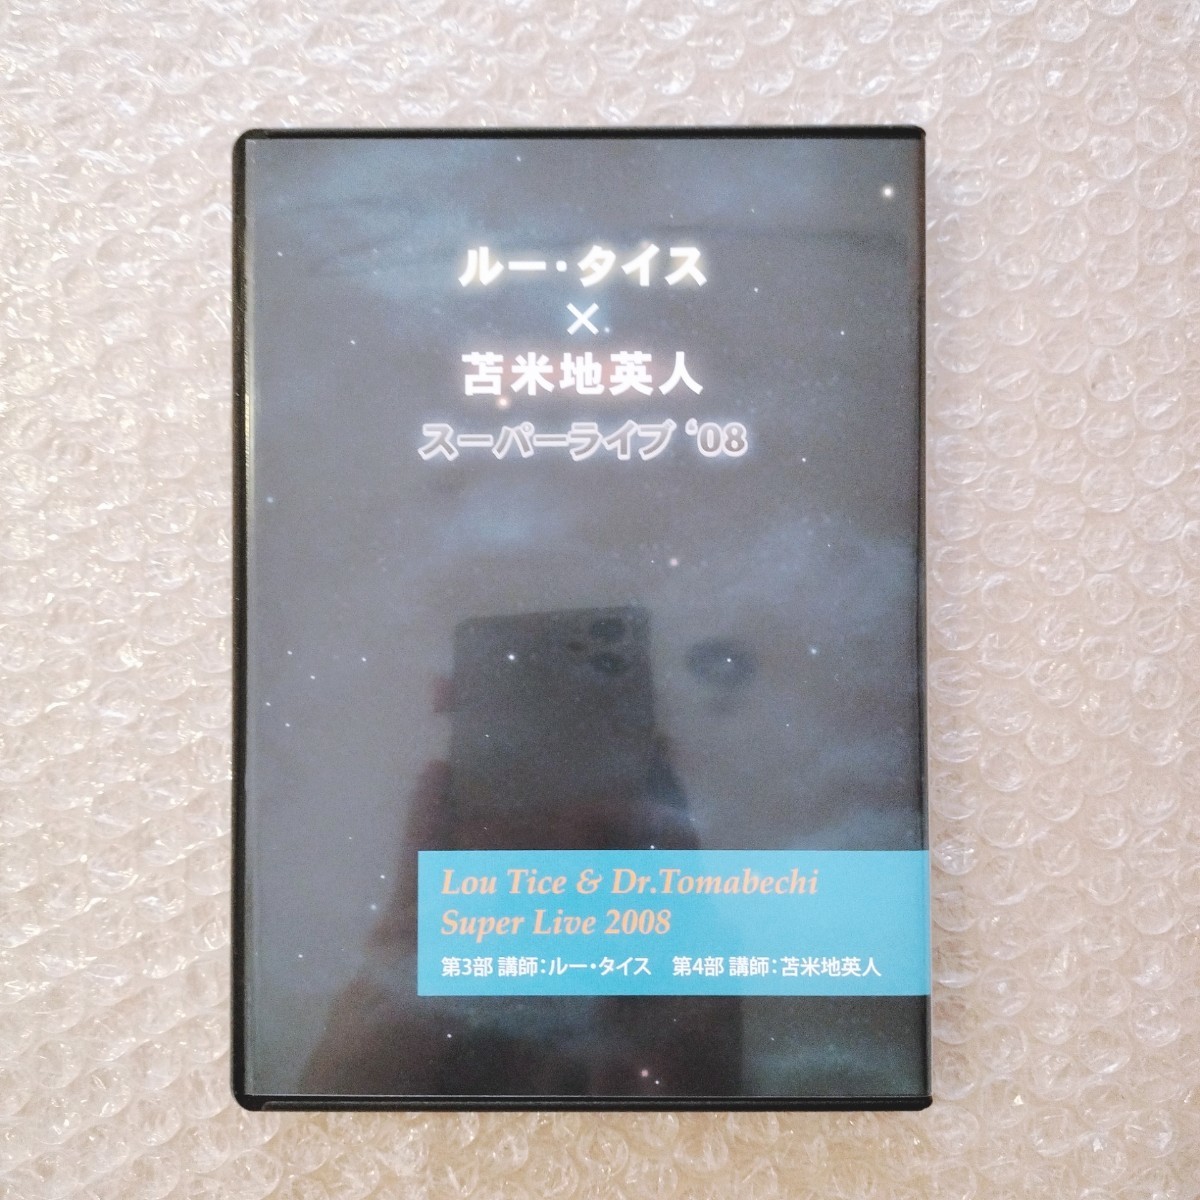 ルー・タイス
×
苫米地英人
スーパーライブ ‘08
Lou Tice & Dr.Tomabechi
Super Live 2008
第3部 講師：ルー・タイス　第4部 講師：苫米地英人